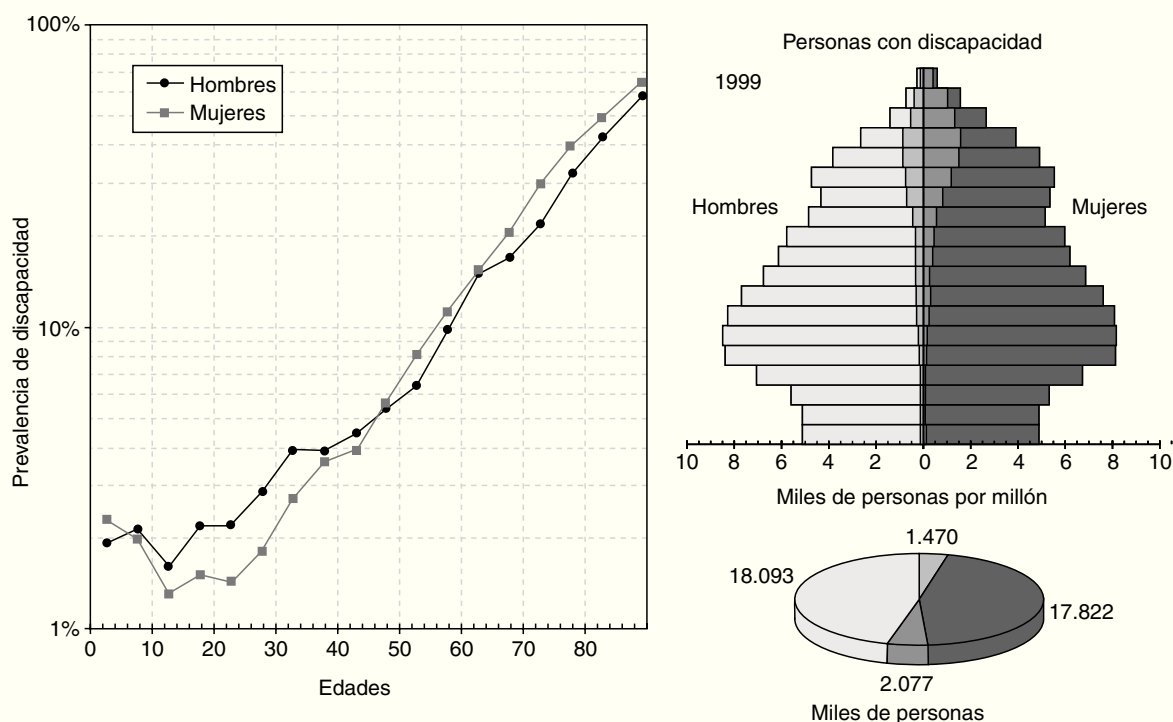 100%
10%
1%
Prevalencia de discapacidad
Hombres
Mujeres
0 10 20 30 40 50 60 70 80
Edades
Personas con discapacidad
1999
Hombres
Mujeres
10 8 6 4 2 0 2 4 6 8 10
Miles de personas por millón
1.470
18.093
17.822
2.077
Miles de personas